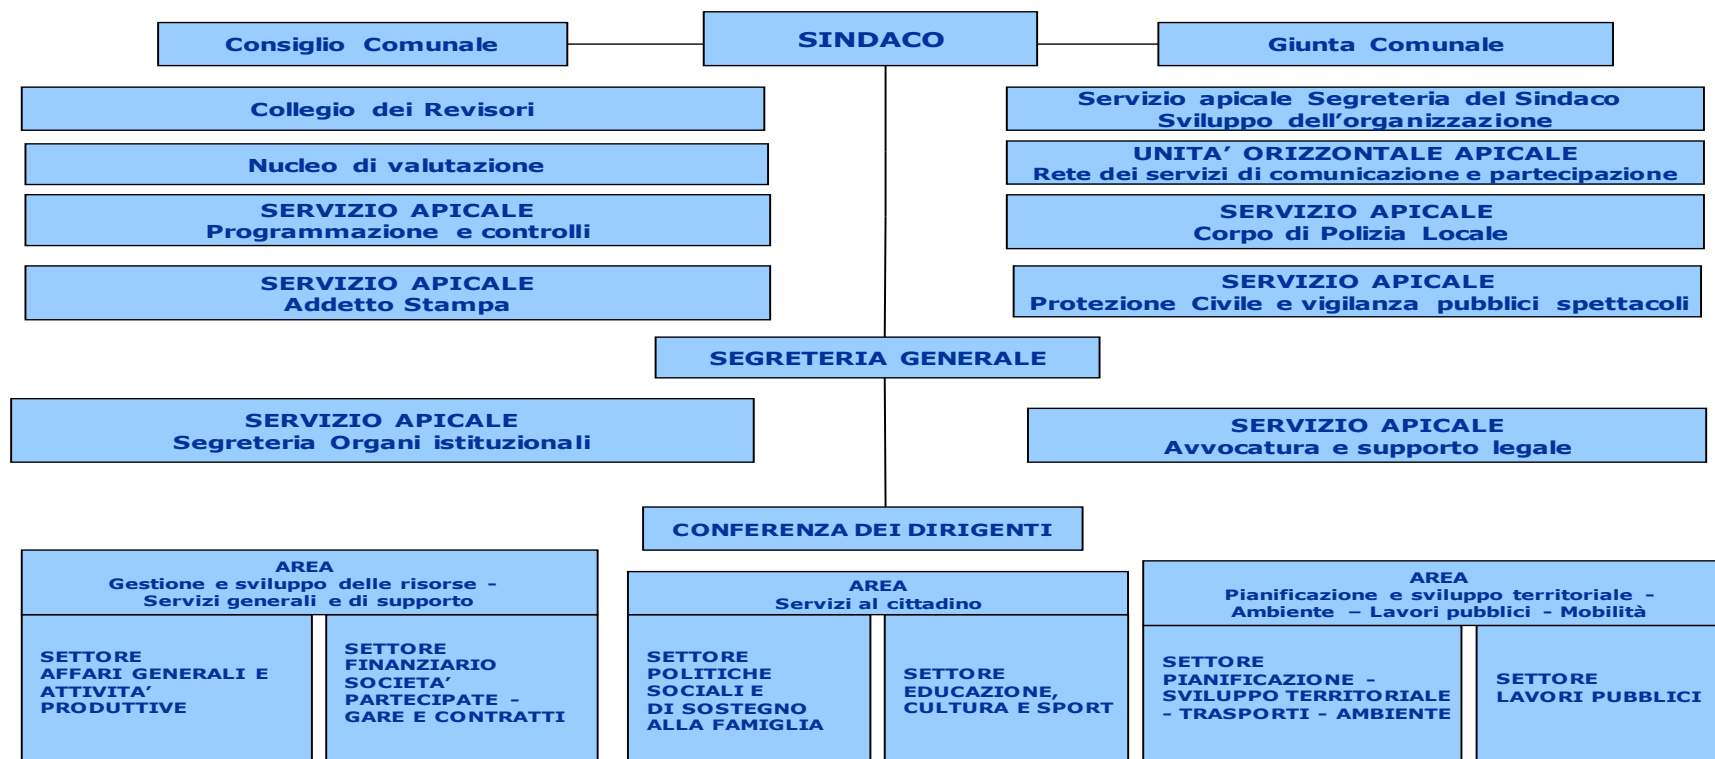 Consiglio Comunale
SINDACO
Giunta Comunale
Collegio dei Revisori
Servizio apicale Segreteria del Sindaco
Sviluppo dell’organizzazione
Nucleo di valutazione
UNITA’ ORIZZONTALE APICALE
Rete dei servizi di comunicazione e partecipazione
SERVIZIO APICALE
Programmazione e controlli
SERVIZIO APICALE
Corpo di Polizia Locale
SERVIZIO APICALE
Addetto Stampa
SERVIZIO APICALE
Protezione Civile e vigilanza pubblici spettacoli
SEGRETERIA GENERALE
SERVIZIO APICALE
Segreteria Organi istituzionali
SERVIZIO APICALE
Avvocatura e supporto legale
CONFERENZA DEI DIRIGENTI
AREA
Gestione e sviluppo delle risorse -
Servizi generali e di supporto
SETTORE
AFFARI GENERALI E
ATTIVITA’
PRODUTTIVE
SETTORE
FINANZIARIO
SOCIETA’
PARTECIPATE -
GARE E CONTRATTI
AREA
Servizi al cittadino
SETTORE
POLITICHE
SOCIALI E
DI SOSTEGNO
ALLA FAMIGLIA
SETTORE
EDUCAZIONE,
CULTURA E SPORT
AREA
Pianificazione e sviluppo territoriale -
Ambiente – Lavori pubblici - Mobilità
SETTORE
PIANIFICAZIONE -
SVILUPPO TERRITORIALE
- TRASPORTI - AMBIENTE
SETTORE
LAVORI PUBBLICI